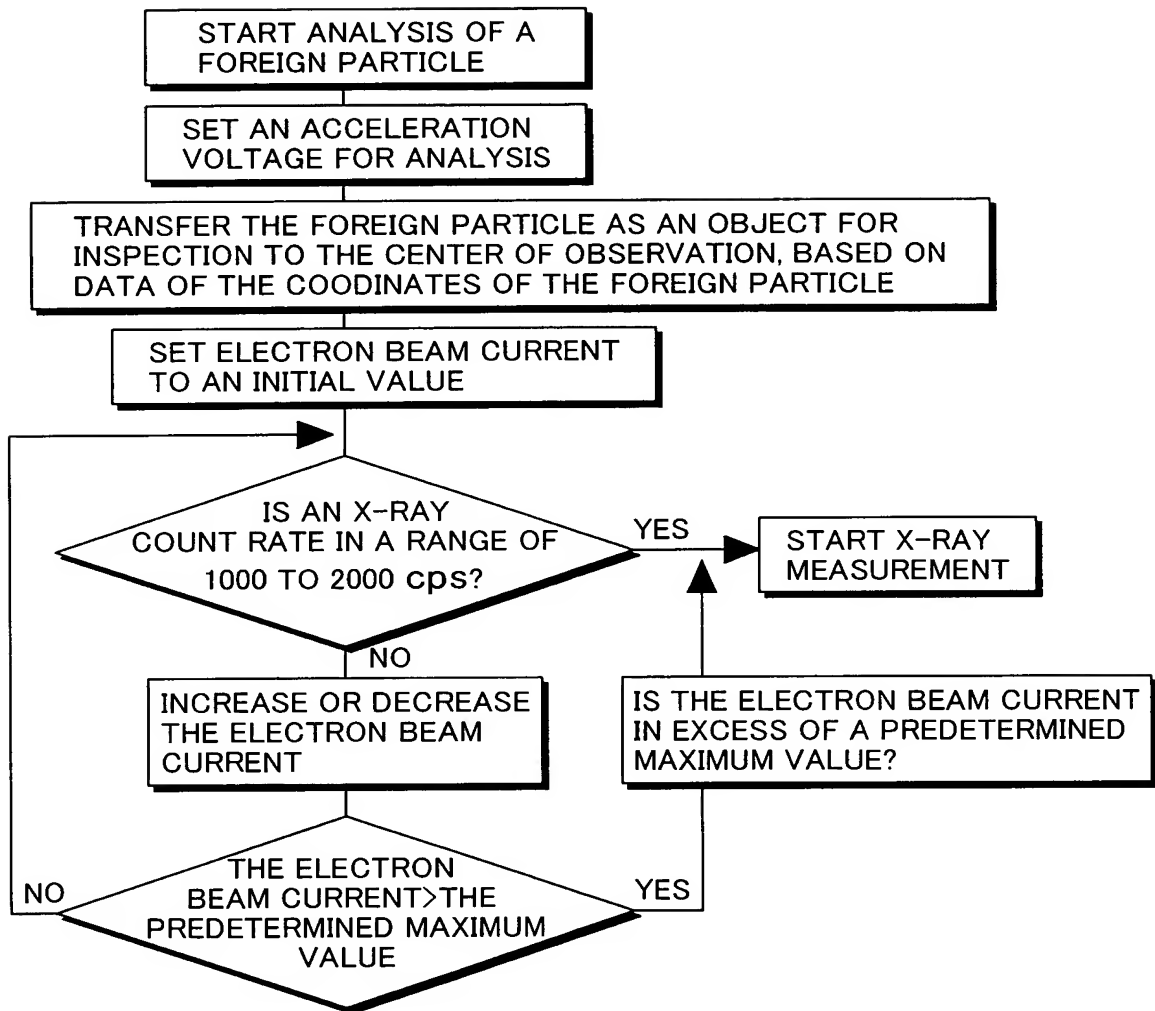 START ANALYSIS OF A
FOREIGN PARTICLE
SET AN ACCELERATION
VOLTAGE FOR ANALYSIS
TRANSFER THE FOREIGN PARTICLE AS AN OBJECT FOR
INSPECTION TO THE CENTER OF OBSERVATION, BASED ON
DATA OF THE COODINATES OF THE FOREIGN PARTICLE
SET ELECTRON BEAM CURRENT
TO AN INITIAL VALUE
IS AN X-RAY
COUNT RATE IN A RANGE OF
1000 TO 2000 cps?
YES
START X-RAY
MEASUREMENT
NO
INCREASE OR DECREASE
THE ELECTRON BEAM
CURRENT
IS THE ELECTRON BEAM CURRENT
IN EXCESS OF A PREDETERMINED
MAXIMUM VALUE?
NO
THE ELECTRON
BEAM CURRENT>THE
PREDETERMINED MAXIMUM
VALUE
YES